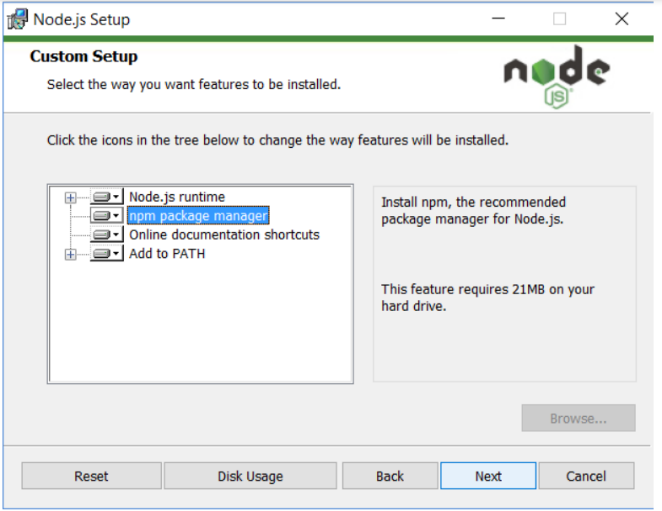 Node.js Setup
Custom Setup
Select the way you want features to be installed.
node
JS
Click the icons in the tree below to change the way features will be installed.
Node.js runtime
npm package manager
Online documentation shortcuts
Add to PATH
Install npm, the recommended
package manager for Node.js.
This feature requires 21MB on your
hard drive.
Browse...
Reset Disk Usage Back Next Cancel